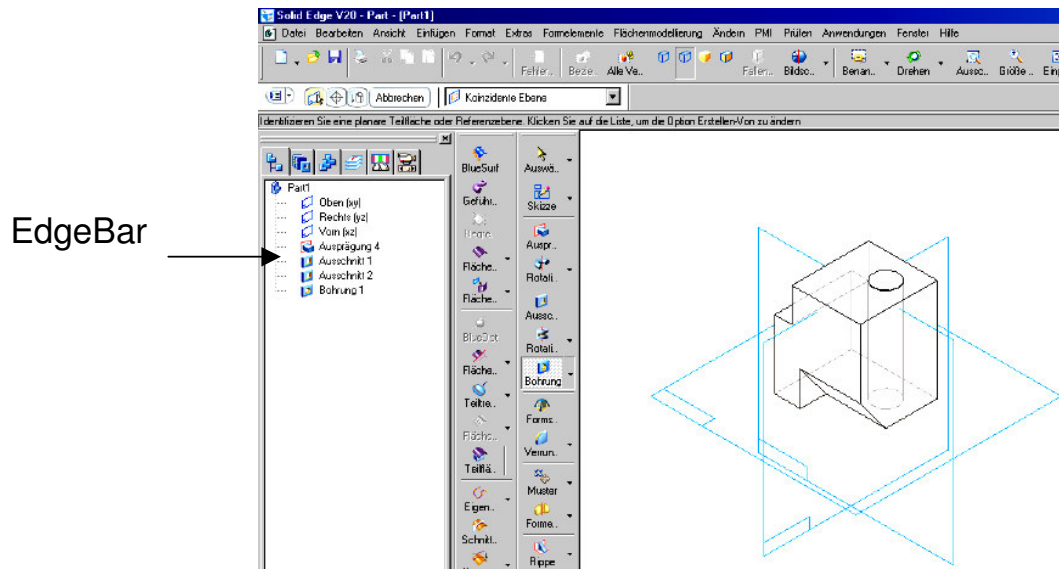 Solid Edge V20 - Part - [Part1]
Datei Bearbeiten Ansicht Einfügen Format Extras Formelemente Flächenmodellierung Ändern PMI Prüfen Anwendungen Fenster Hilfe
Fehler.. Beze.. Alle Ve.. Bildsc.. Benan.. Drehen Aussc.. Größe..
Abbrechen Koinzidente Ebene
Identifizieren Sie eine planare Teilfläche oder Referenzebene. Klicken Sie auf die Liste, um die Option Erstellen-Von zu ändern
EdgeBar
Part1
Oben (xy)
Rechts (yz)
Vorn (xz)
Ausprägung 4
Ausschnitt 1
Ausschnitt 2
Bohrung 1
BlueSurf
Geführ..
Fläche..
Fläche..
BlueDot
Fläche..
Teilkre..
Fläche..
Teilflä..
Eigen..
Schnitt..
Auswä..
Skizze
Auspr..
Rotati..
Aussc..
Rotati..
Bohrung
Forms..
Verrun..
Muster
Forme..
Rippe